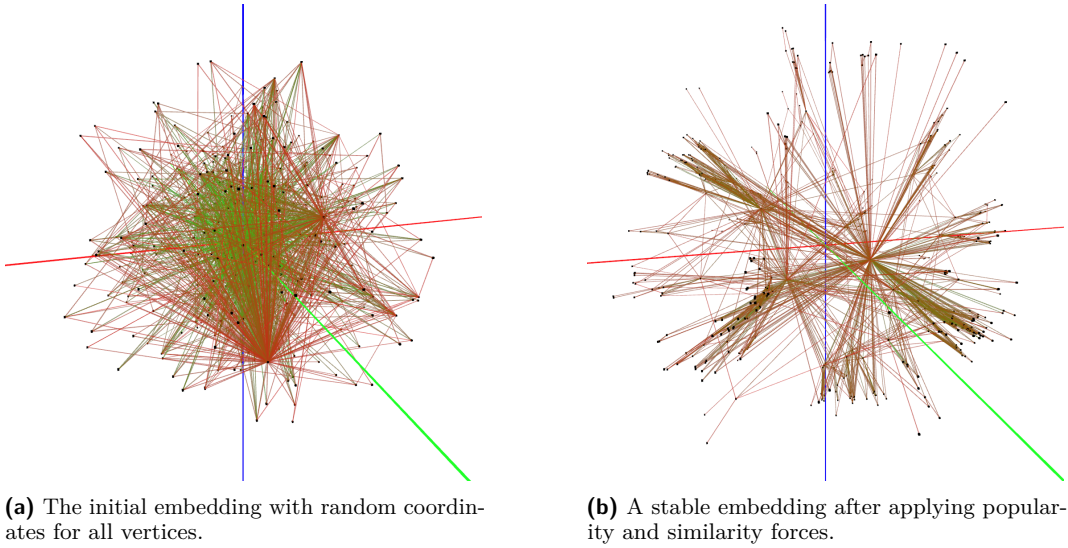 (a) The initial embedding with random coordin-
ates for all vertices.
(b) A stable embedding after applying popular-
ity and similarity forces.